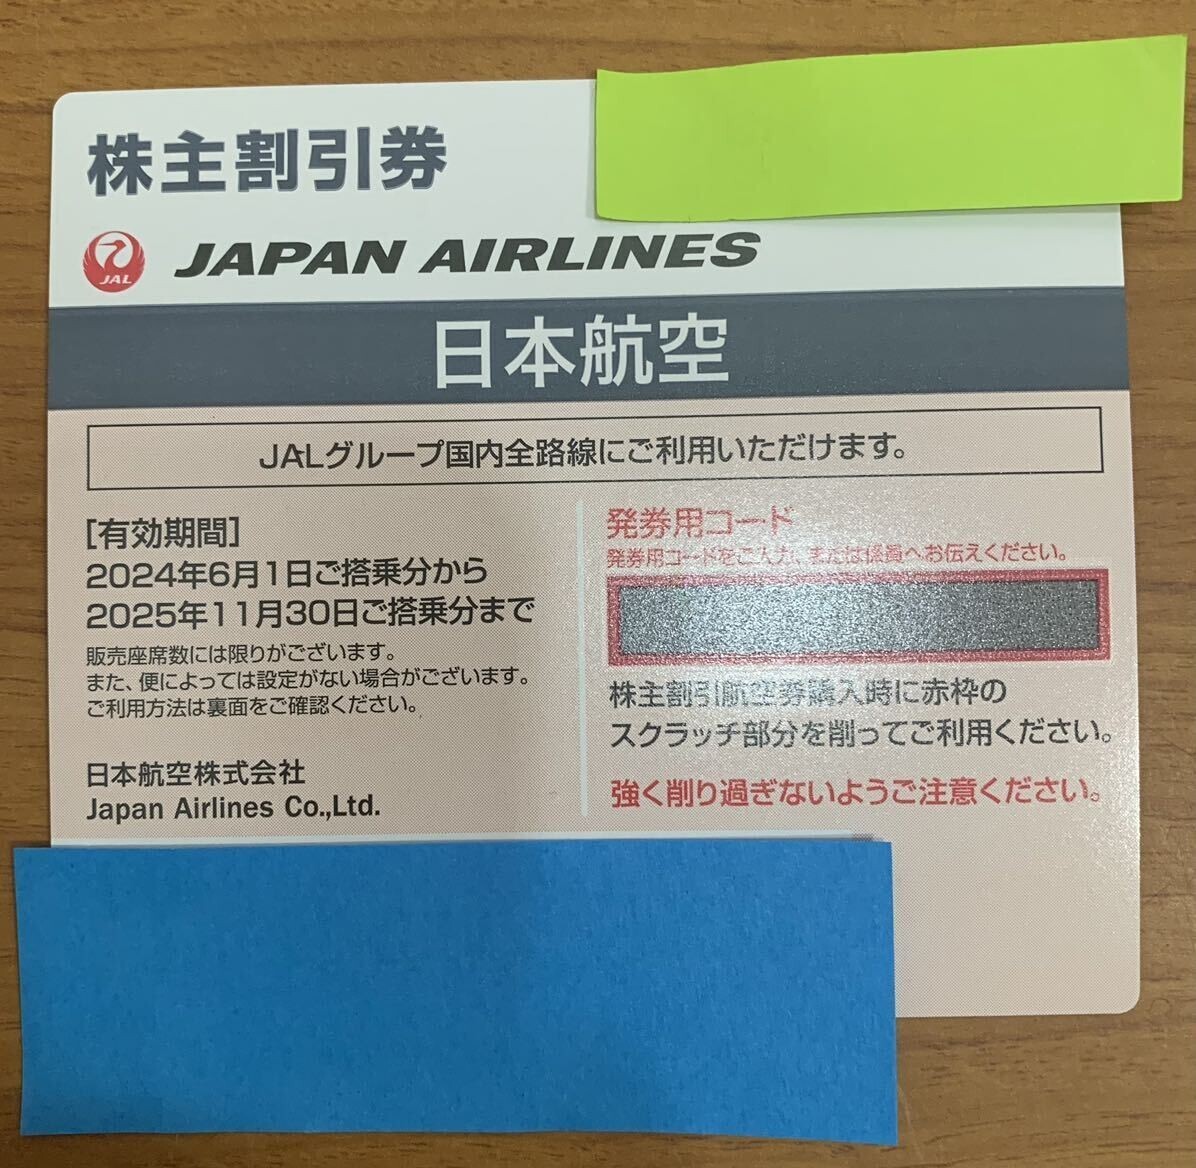 株主割引券
JAL
JAPAN AIRLINES
日本航空
JALグループ国内全路線にご利用いただけます。
[有効期間]
2024年6月1日ご搭乗分から
2025年11月30日ご搭乗分まで
販売座席数には限りがございます。
また、便によっては設定がない場合がございます。
ご利用方法は裏面をご確認ください。
日本航空株式会社
Japan Airlines Co.,Ltd.
発券用コード
発券用コードをご入力、または係員へお伝えください。
株主割引航空券購入時に赤枠の
スクラッチ部分を削ってご利用ください。
強く削り過ぎないようご注意ください。